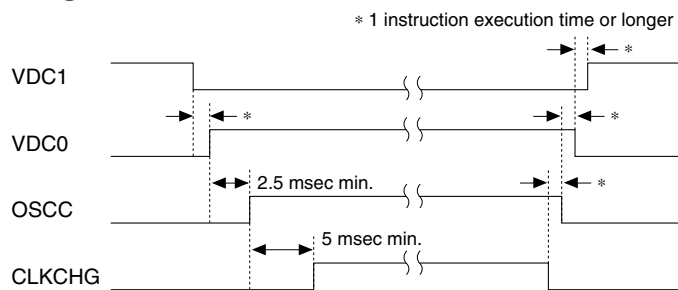 * 1 instruction execution time or longer
*
VDC1
*
*
VDC0
2.5 msec min.
*
OSCC
5 msec min.
CLKCHG